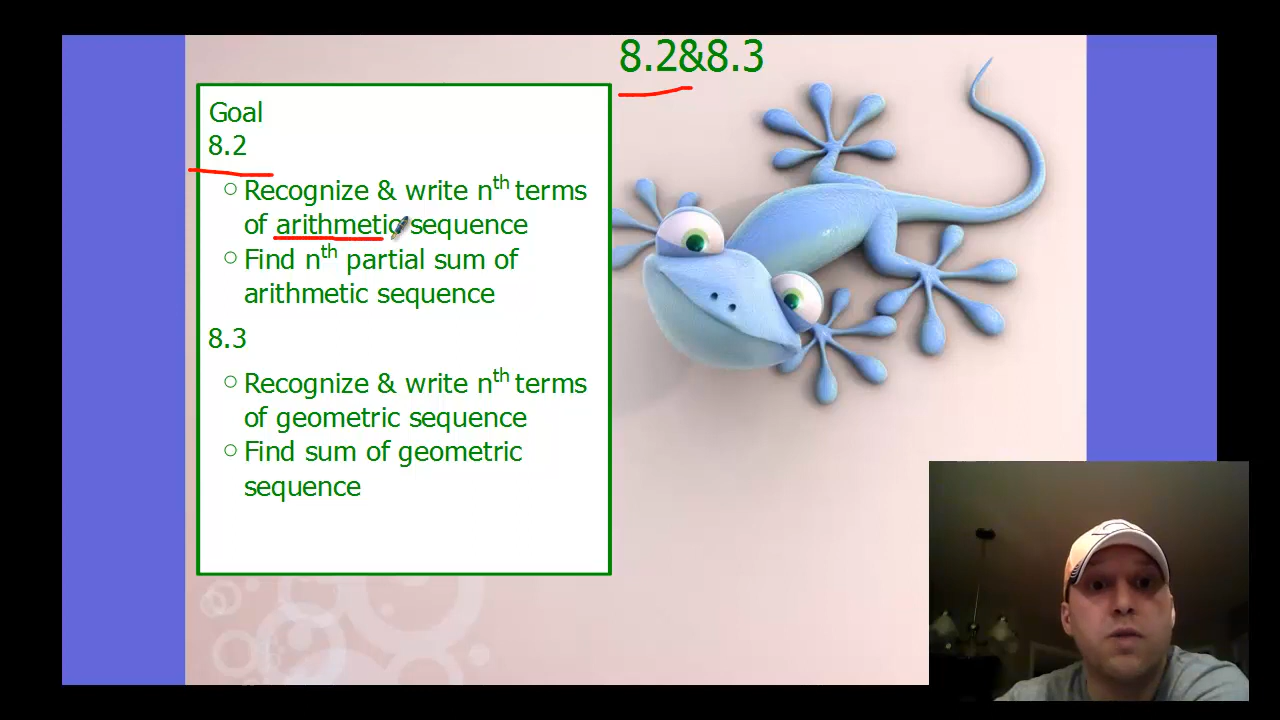 8.2&8.3
Goal
8.2
○ Recognize & write nth terms
of arithmetic sequence
○ Find nth partial sum of
arithmetic sequence
8.3
○ Recognize & write nth terms
of geometric sequence
○ Find sum of geometric
sequence